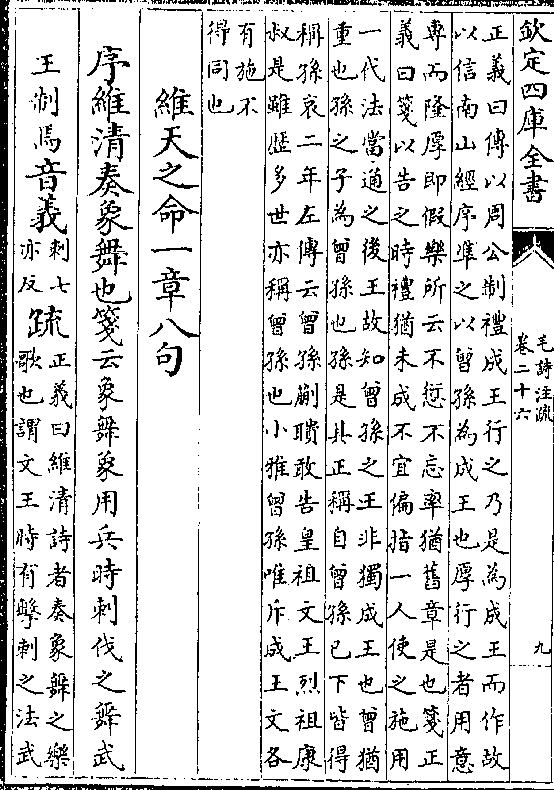 欽定四庫全書
毛詩注疏
卷二十六
九
正義曰傳以周公制禮成王行之乃是為成王而作故
以信南山經序準之以曾孫為成王也厚行之者用意
専而隆厚即假樂所云不愆不忘率循舊章是也箋正
義曰箋以告之時禮猶未成不宜偏指一人使之施用
一代法當通之後王故知曾孫之王非獨成王也曾猶
重也孫之子為曾孫也孫是其正稱自曾孫已下皆得
稱孫哀二年左傳云曾孫蒯聵敢告皇祖文王烈祖康
叔是雖歴多世亦稱曾孫也小雅曾孫唯斥成王文各
有施不
得同也
維天之命一章八句
序維清奏象舞也箋云象舞象用兵時刺伐之舞武
王制焉音義
刺七
亦反
疏
正義曰維清詩者奏象舞之樂
歌也謂文王時有擊刺之法武